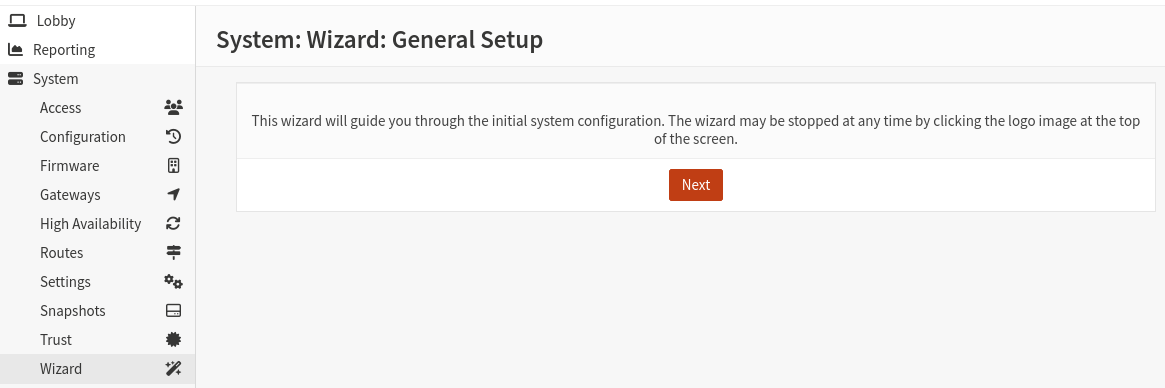 Lobby
Reporting
System
Access
Configuration
Firmware
Gateways
High Availability
Routes
Settings
Snapshots
Trust
Wizard
System: Wizard: General Setup
This wizard will guide you through the initial system configuration. The wizard may be stopped at any time by clicking the logo image at the top
of the screen.
Next